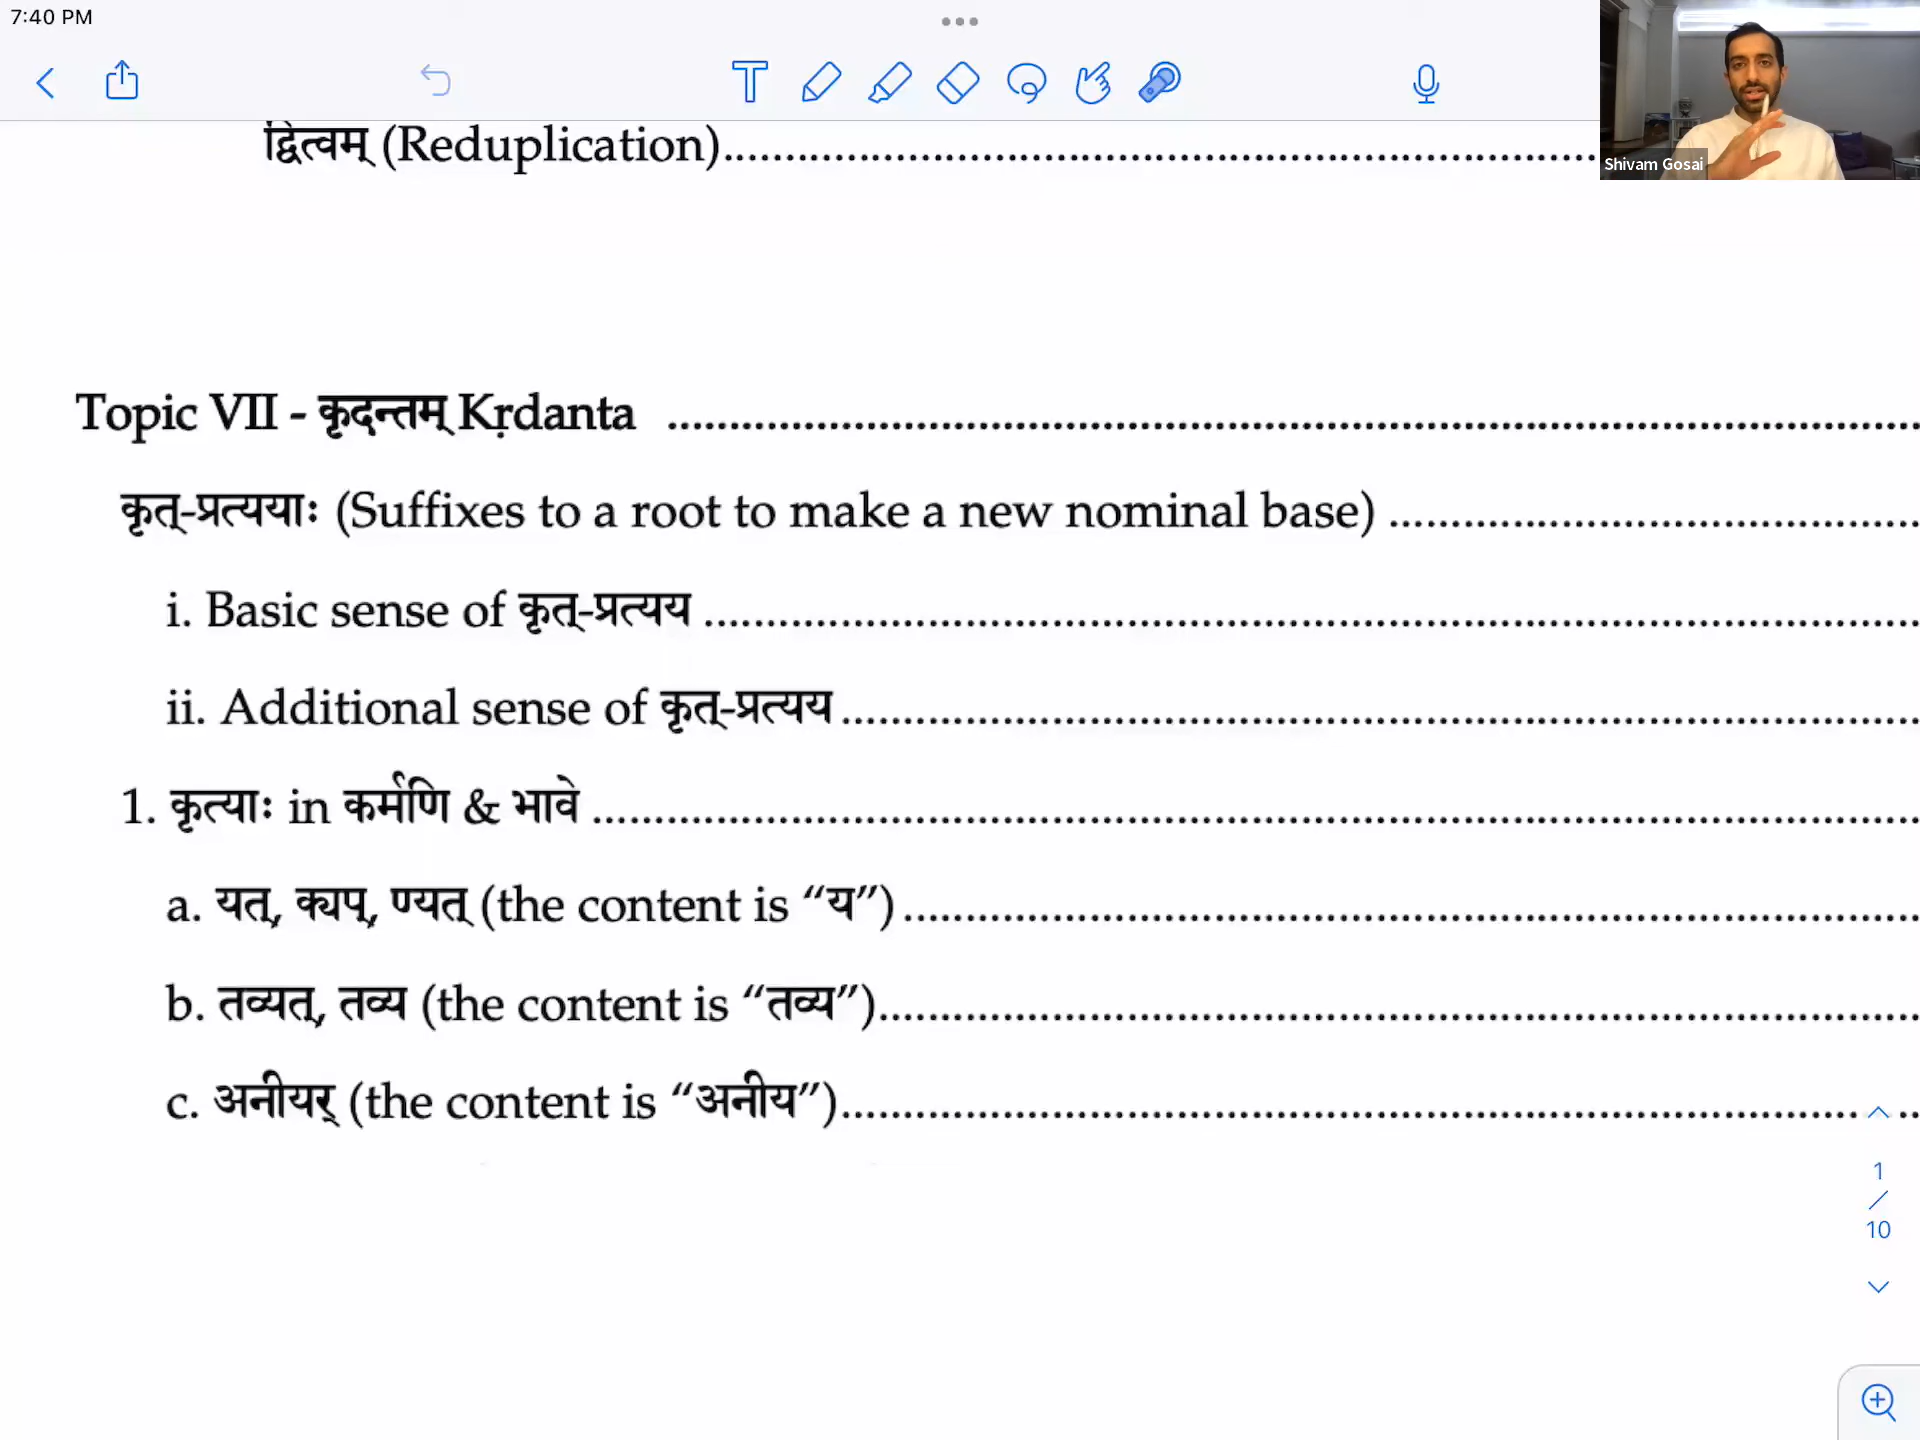 7:40 PM
Shivam Gosai
द्वित्वम् (Reduplication)................................................................
Topic VII - कृदन्तम् Kṛdanta ................................................................
कृत्-प्रत्ययाः (Suffixes to a root to make a new nominal base) ................................
i. Basic sense of कृत्-प्रत्यय ................................................................
ii. Additional sense of कृत्-प्रत्यय ................................................................
1. कृत्याः in कर्मणि & भावे ................................................................
a. यत्, क्यप्, ण्यत् (the content is “य”) ................................................................
b. तव्यत्, तव्य (the content is “तव्य”)................................................................
c. अनीयर् (the content is “अनीय”)................................................................
1
/
10